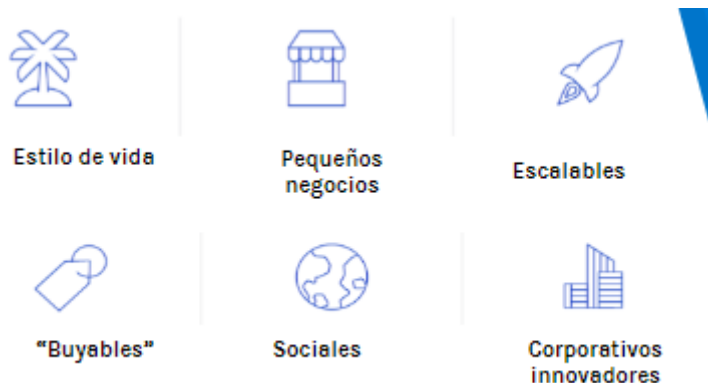 Estilo de vida
Pequeños
negocios
Escalables
"Buyables"
Sociales
Corporativos
innovadores